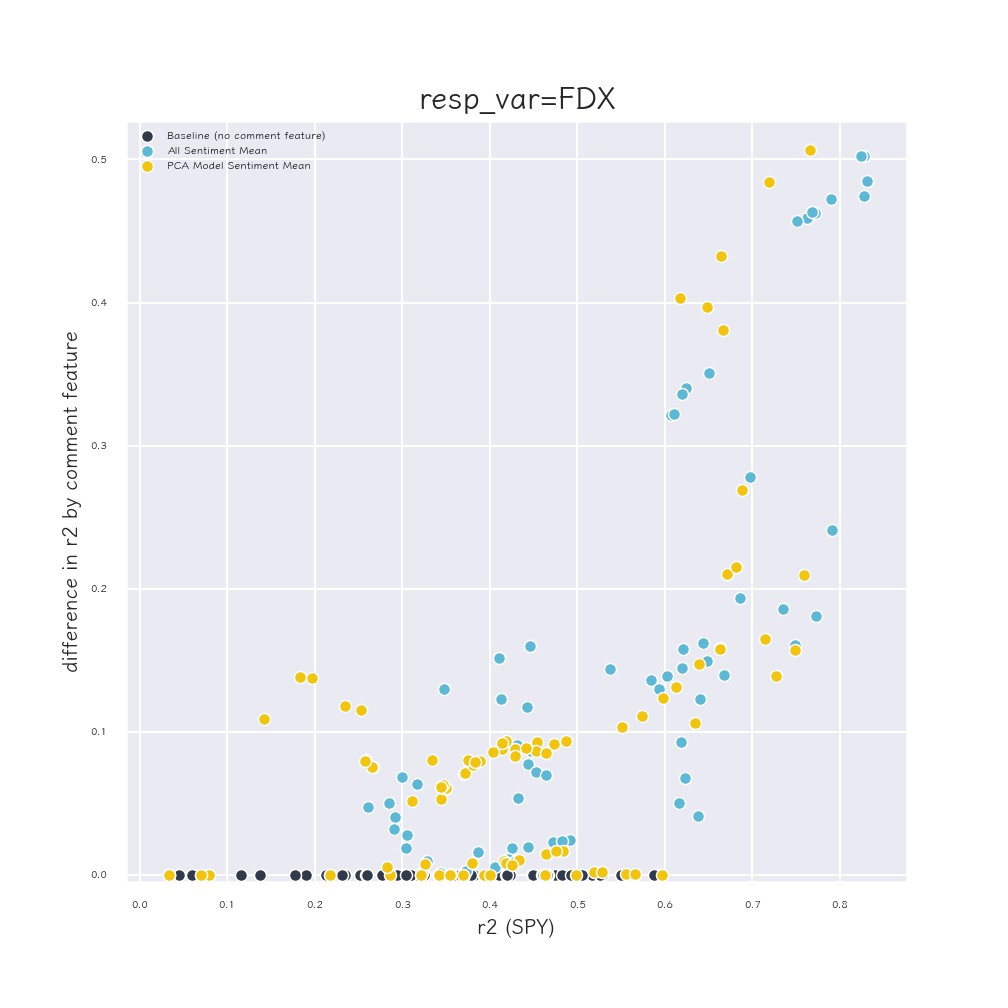 resp_var=FDX
Baseline (no comment feature)
All Sentiment Mean
PCA Model Sentiment Mean
difference in r2 by comment feature
0.5
0.4
0.3
0.2
0.1
0.0
0.0 0.1 0.2 0.3 0.4 0.5 0.6 0.7 0.8
r2 (SPY)